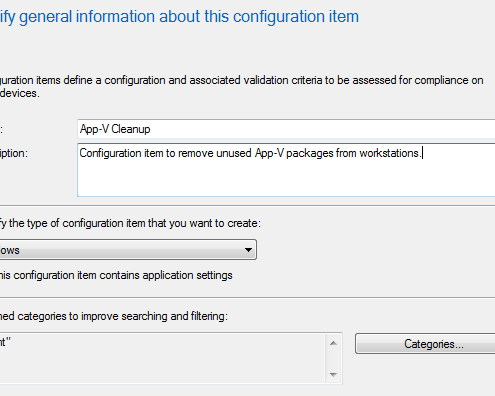 ify general information about this configuration item
guration items define a configuration and associated validation criteria to be assessed for compliance on
devices.
: App-V Cleanup
iption: Configuration item to remove unused App-V packages from workstations.
fy the type of configuration item that you want to create:
ows
his configuration item contains application settings
ned categories to improve searching and filtering:
nt"
Categories...